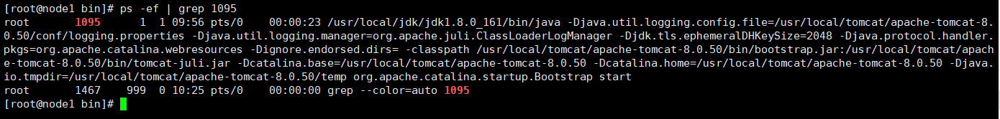 [root@node1 bin]# ps -ef | grep 1095
root      1095     1  1 09:56 pts/0    00:00:23 /usr/local/jdk/jdk1.8.0_161/bin/java -Djava.util.logging.config.file=/usr/local/tomcat/apache-tomcat-8.
0.50/conf/logging.properties -Djava.util.logging.manager=org.apache.juli.ClassLoaderLogManager -Djdk.tls.ephemeralDHKeySize=2048 -Djava.protocol.handler.
pkgs=org.apache.catalina.webresources -Dignore.endorsed.dirs= -classpath /usr/local/tomcat/apache-tomcat-8.0.50/bin/bootstrap.jar:/usr/local/tomcat/apach
e-tomcat-8.0.50/bin/tomcat-juli.jar -Dcatalina.base=/usr/local/tomcat/apache-tomcat-8.0.50 -Dcatalina.home=/usr/local/tomcat/apache-tomcat-8.0.50 -Djava.
io.tmpdir=/usr/local/tomcat/apache-tomcat-8.0.50/temp org.apache.catalina.startup.Bootstrap start
root      1467   999  0 10:25 pts/0    00:00:00 grep --color=auto 1095
[root@node1 bin]#